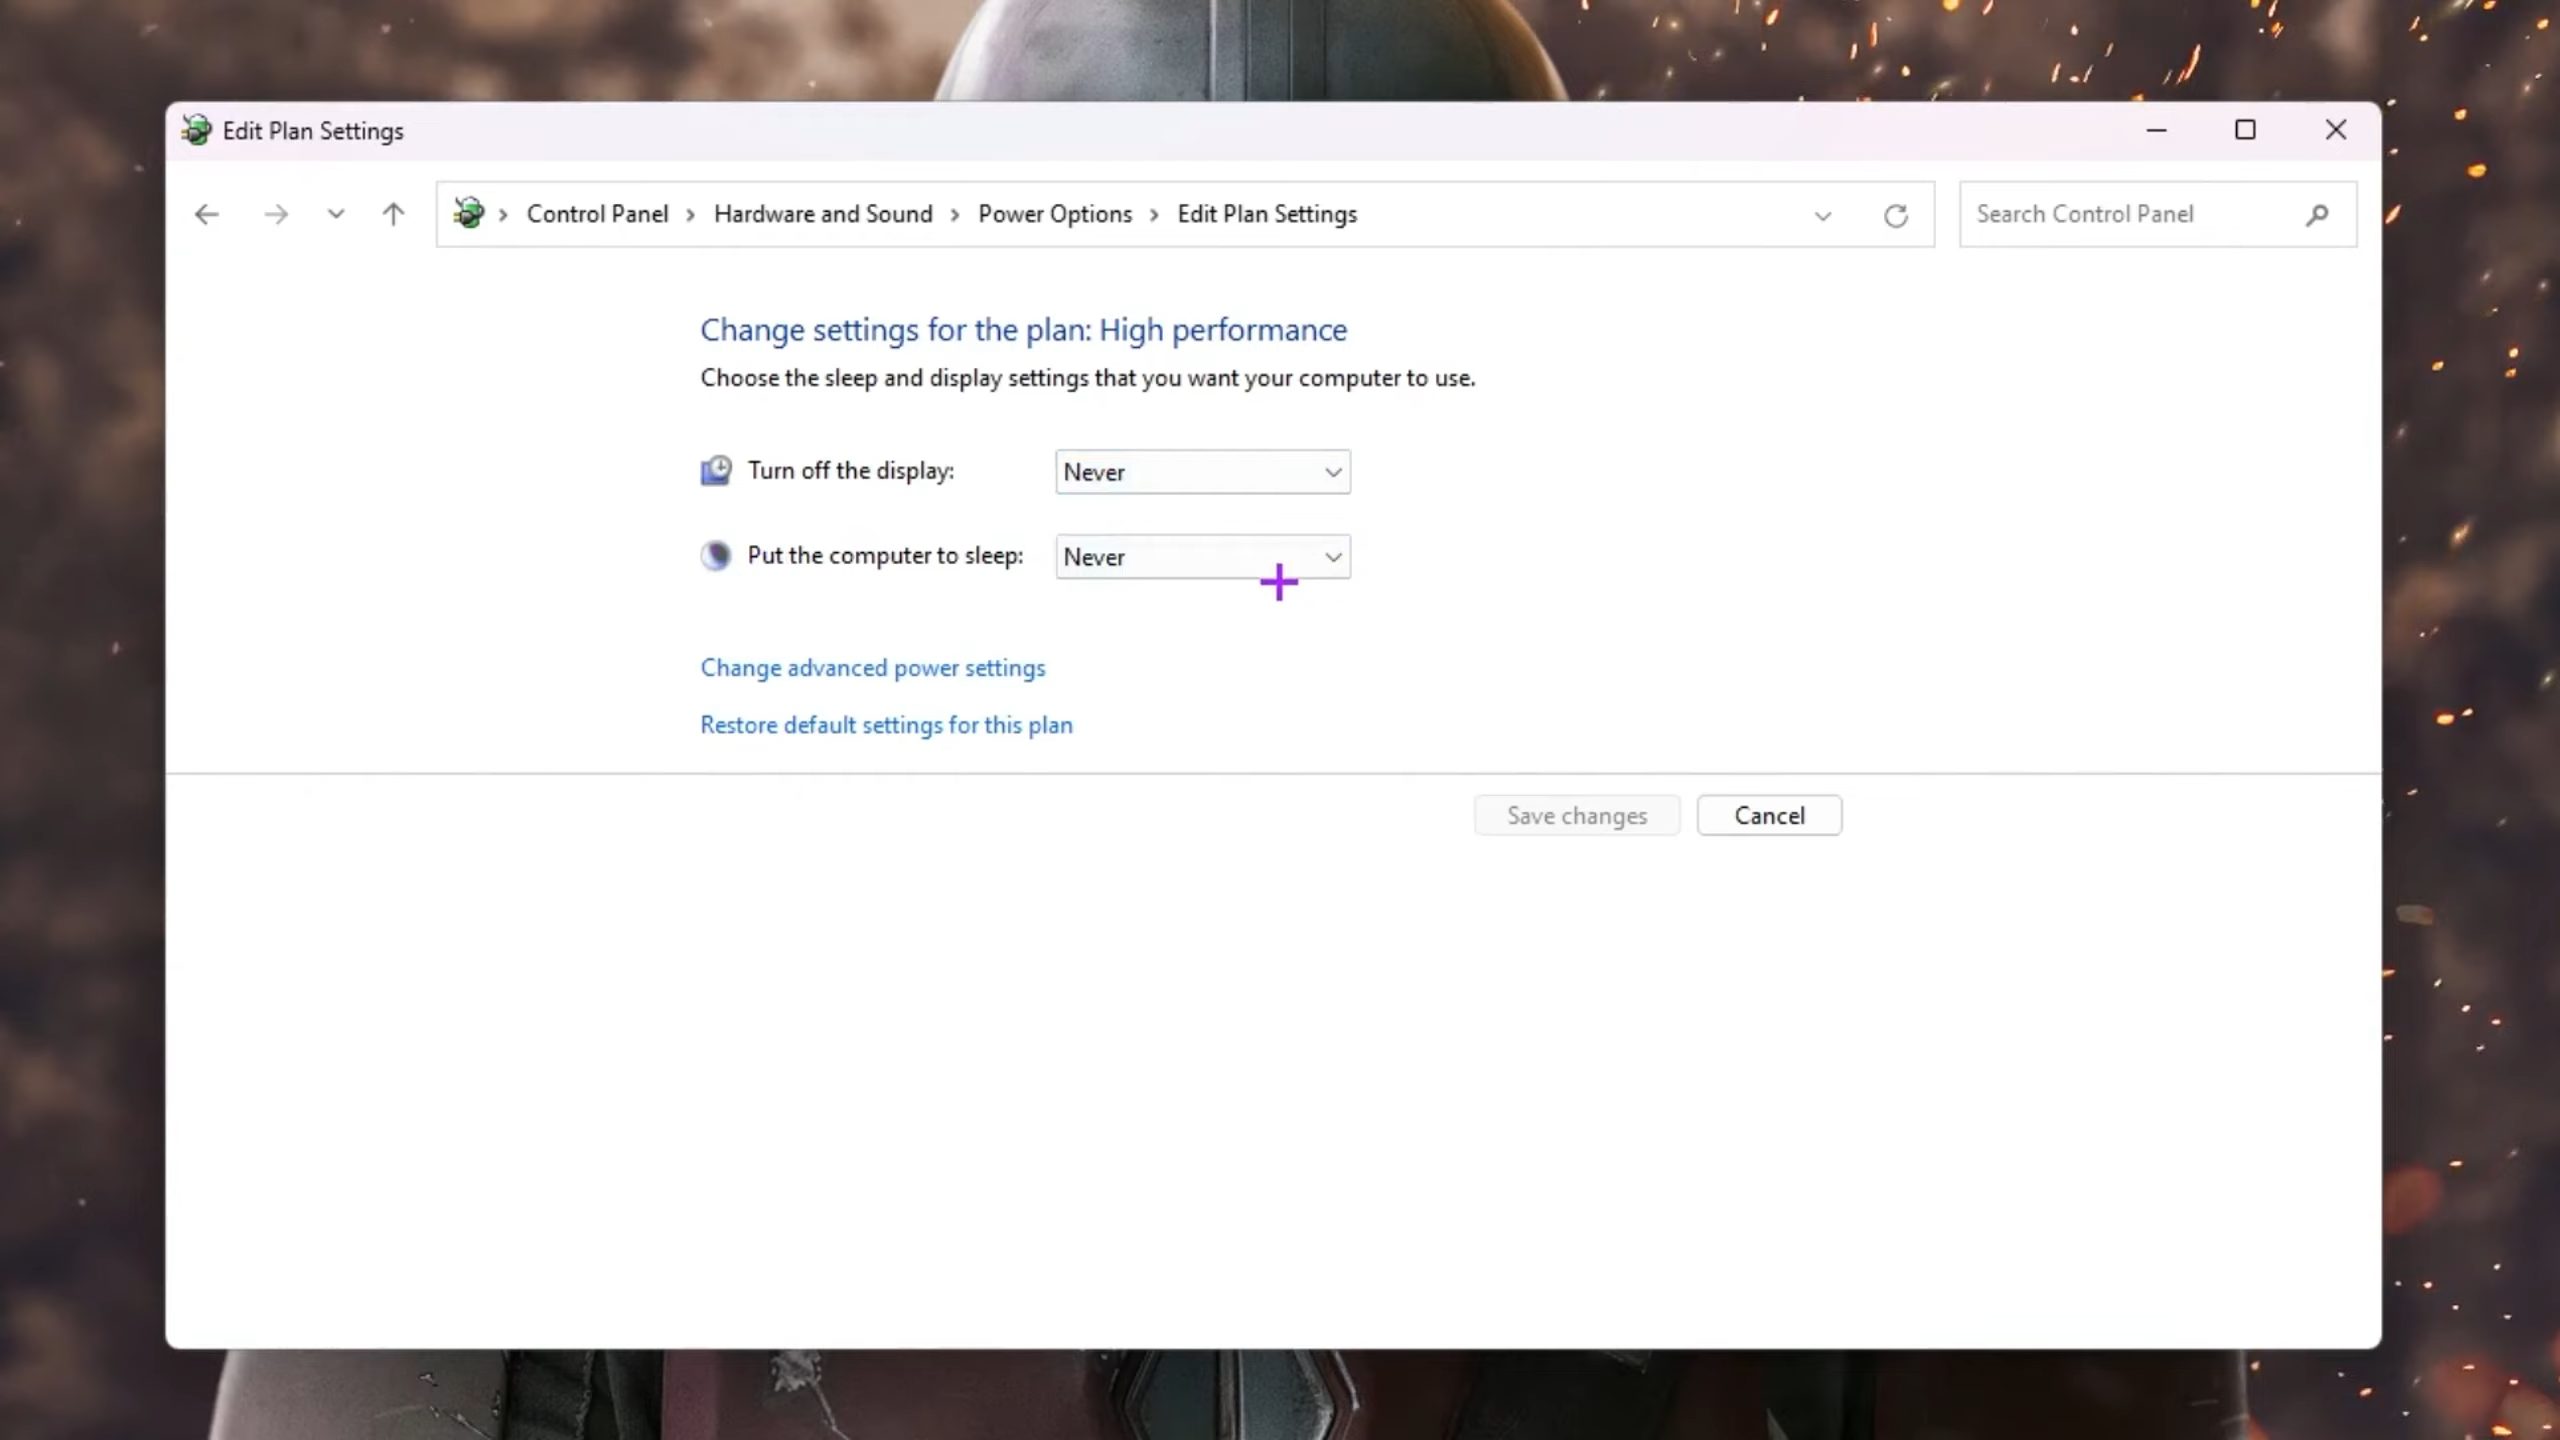 Edit Plan Settings
Control Panel > Hardware and Sound > Power Options > Edit Plan Settings
Search Control Panel
Change settings for the plan: High performance
Choose the sleep and display settings that you want your computer to use.
Turn off the display: Never
Put the computer to sleep: Never
Change advanced power settings
Restore default settings for this plan
Save changes Cancel